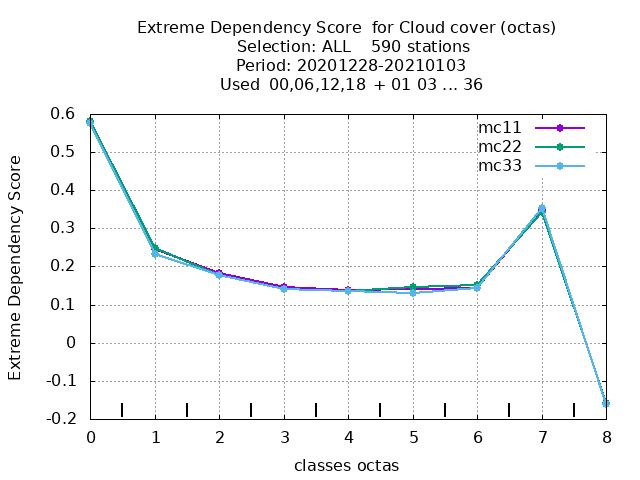 Extreme Dependency Score  for Cloud cover (octas)
Selection: ALL    590 stations
Period: 20201228-20210103
Used  00,06,12,18  + 01 03 ... 36
mc11
mc22
mc33
Extreme Dependency Score
0.6
0.5
0.4
0.3
0.2
0.1
0
-0.1
-0.2
0 1 2 3 4 5 6 7 8
classes octas